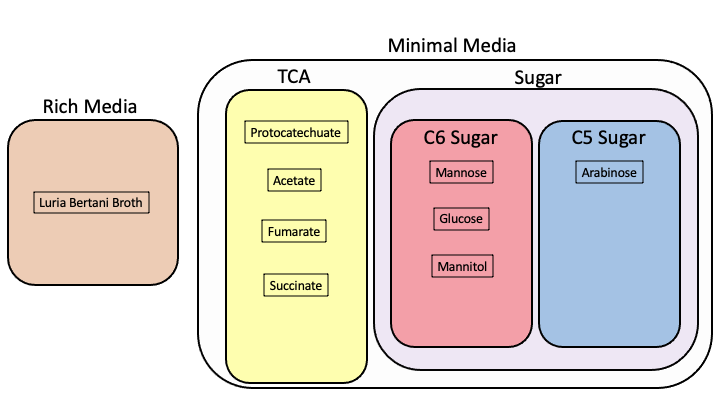 Minimal Media
TCA
Sugar
Rich Media
Protocatechuate
C6 Sugar
C5 Sugar
Acetate
Mannose
Arabinose
Luria Bertani Broth
Fumarate
Glucose
Succinate
Mannitol